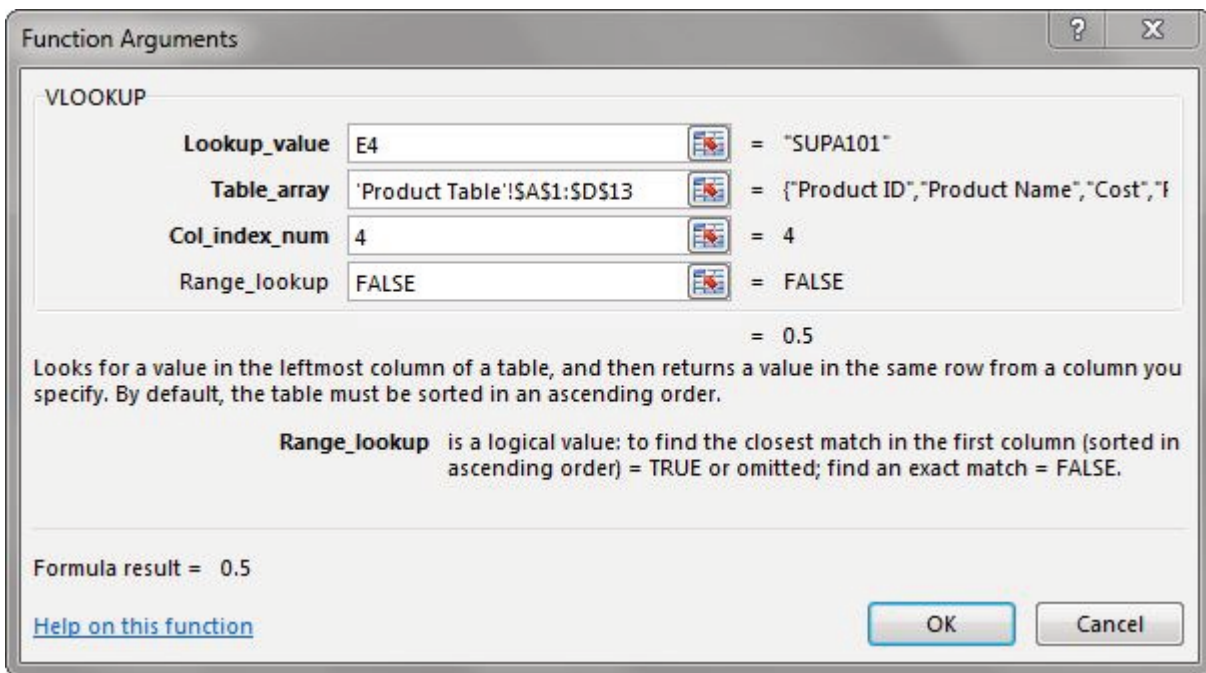 Function Arguments ?
VLOOKUP
Lookup_value E4 = "SUPA101"
Table_array 'Product Table'!$A$1:$D$13 = {"Product ID","Product Name","Cost","
Col_index_num 4 = 4
Range_lookup FALSE = FALSE
= 0.5
Looks for a value in the leftmost column of a table, and then returns a value in the same row from a column you
specify. By default, the table must be sorted in an ascending order.
Range_lookup is a logical value: to find the closest match in the first column (sorted in
ascending order) = TRUE or omitted; find an exact match = FALSE.
Formula result = 0.5
Help on this function OK Cancel